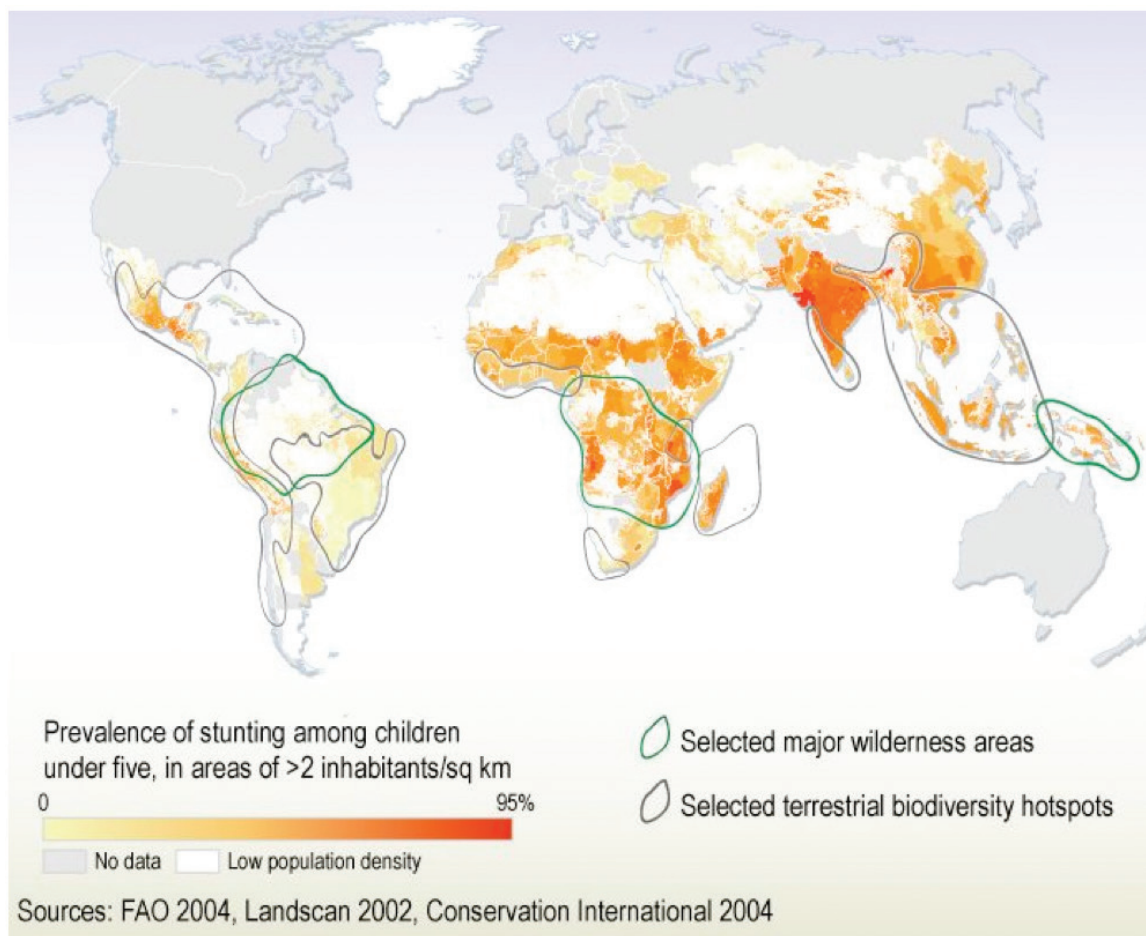 Prevalence of stunting among children
under five, in areas of >2 inhabitants/sq km
0 95%
No data Low population density
Selected major wilderness areas
Selected terrestrial biodiversity hotspots
Sources: FAO 2004, Landscan 2002, Conservation International 2004